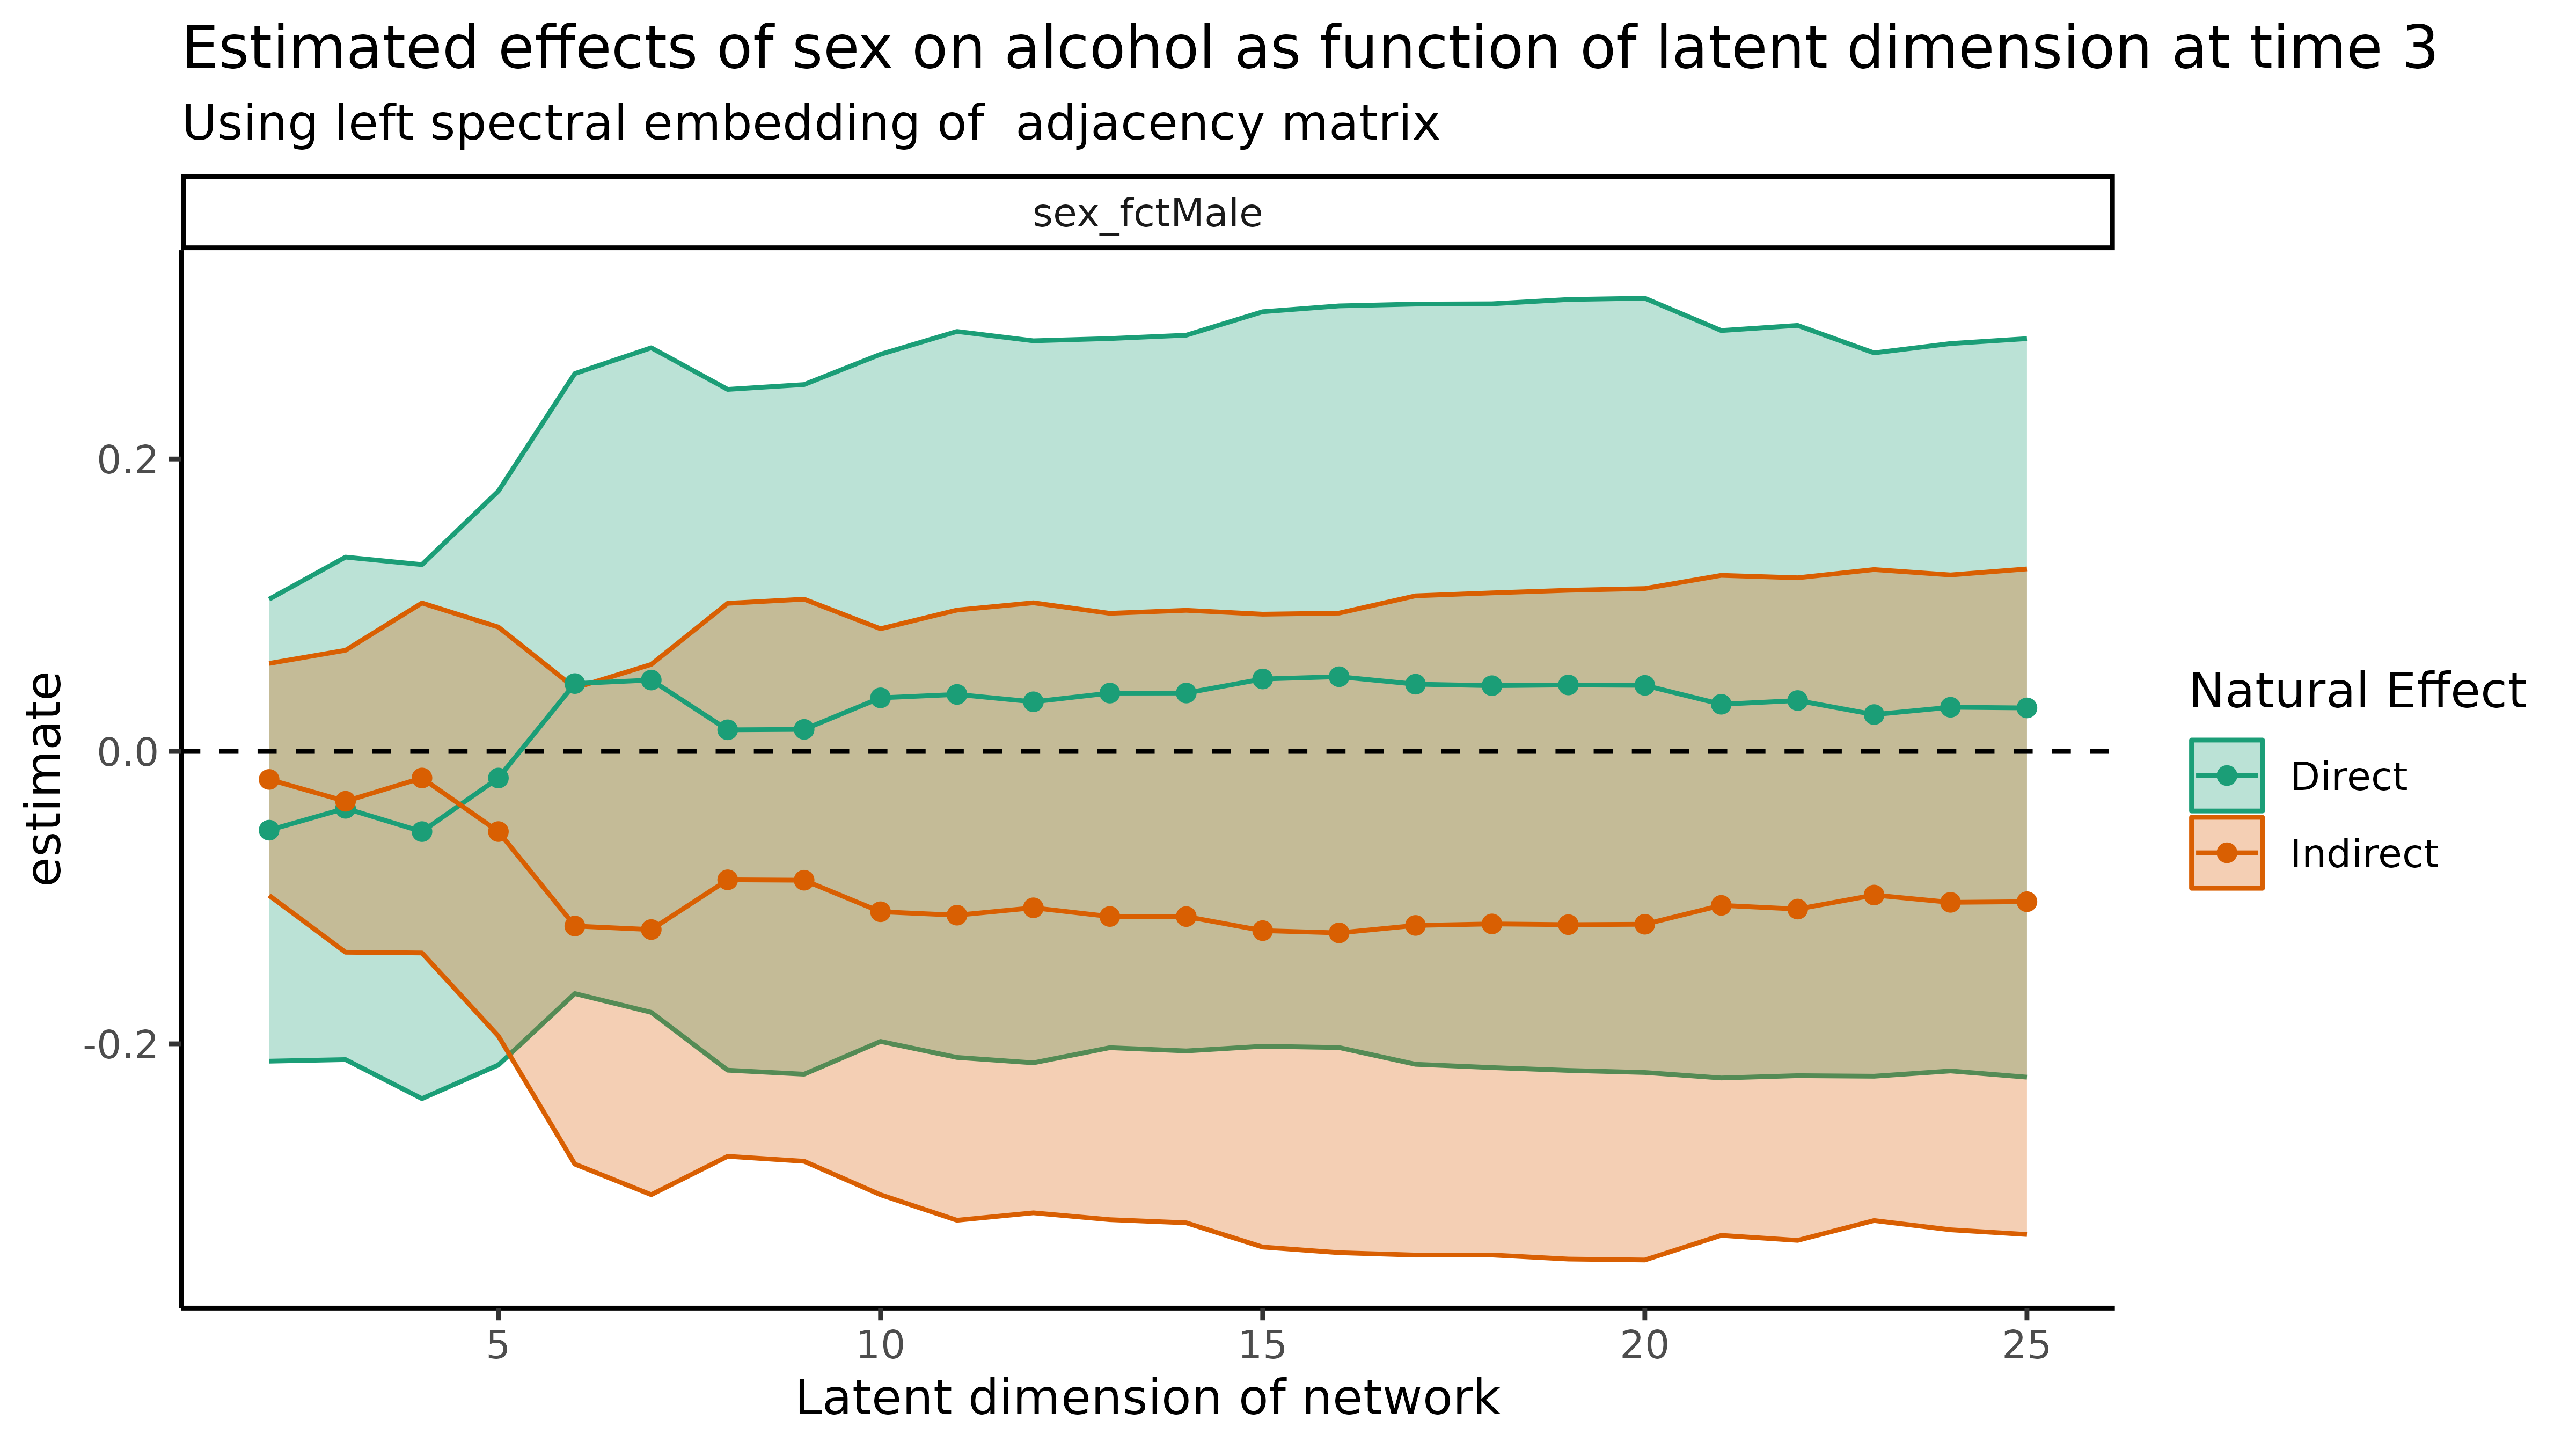 Estimated effects of sex on alcohol as function of latent dimension at time 3
Using left spectral embedding of  adjacency matrix
sex_fctMale
estimate
0.2
0.0
-0.2
5
10
15
20
25
Latent dimension of network
Natural Effect
Direct
Indirect